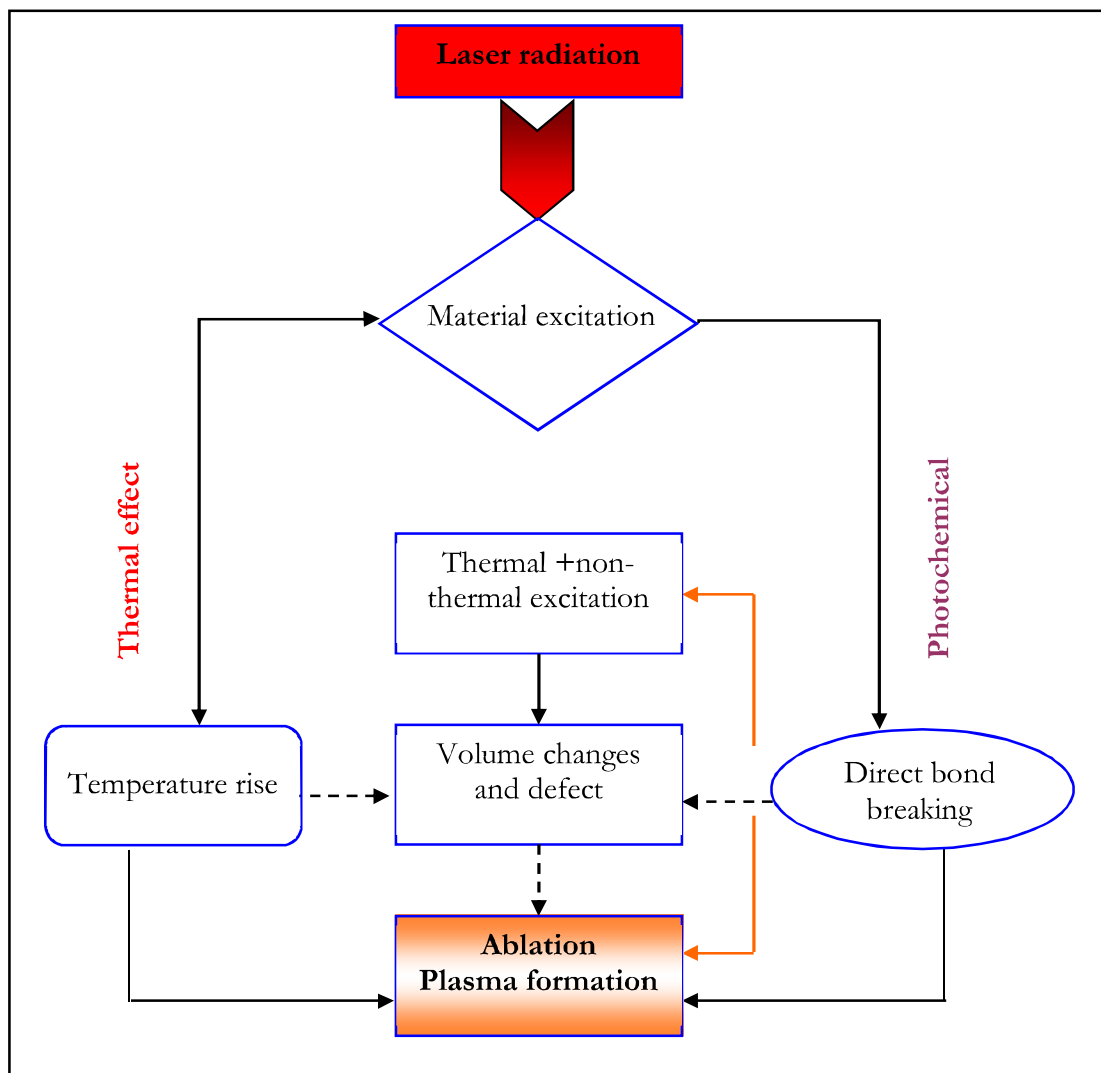 Laser radiation
Material excitation
Thermal effect
Photochemical
Thermal +non-
thermal excitation
Temperature rise
Volume changes
and defect
Direct bond
breaking
Ablation
Plasma formation